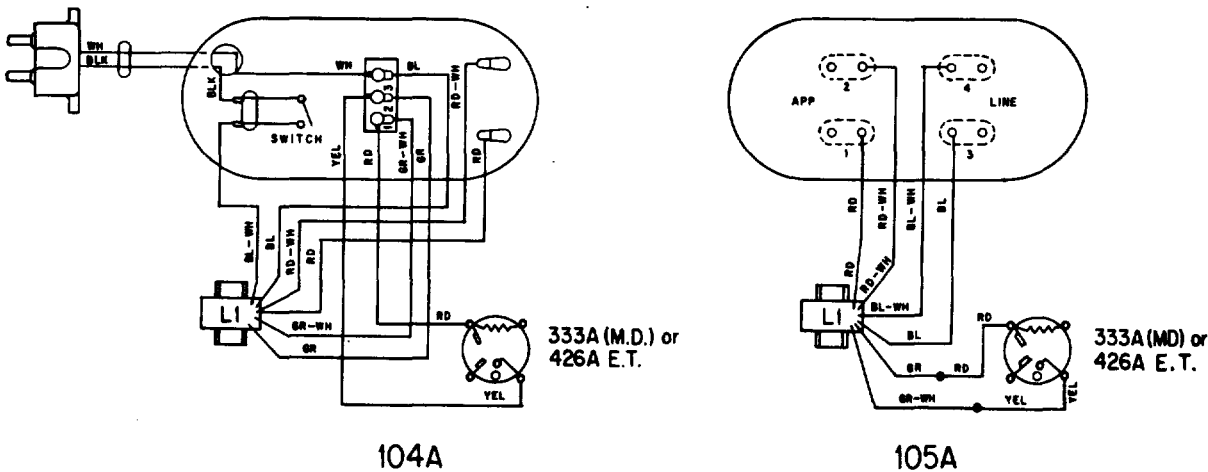 WH
BLK
BLK
SWITCH
WH
3
2
1
BL
RD-WH
YEL
RD
GR-WH
GR
RD
BL-WH
BL
RD-WH
RD
L1
GR-WH
GR
RD
YEL
333A (M.D.) or
426A E.T.
104A
APP
2
1
4
LINE
3
RD
RD-WH
BL-WH
BL
RD
RD-WH
BL-WH
L1
BL
GR
RD
RD
GR-WH
YEL
YEL
333A (MD) or
426A E.T.
105A